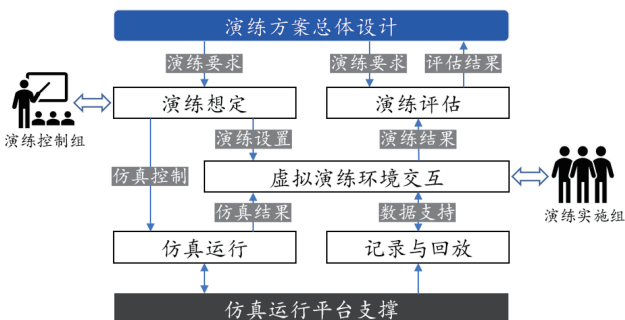 演练方案总体设计
演练要求
演练要求
评估结果
演练想定
演练评估
演练控制组
演练设置
演练结果
仿真控制
虚拟演练环境交互
仿真结果
数据支持
演练实施组
仿真运行
记录与回放
仿真运行平台支撑